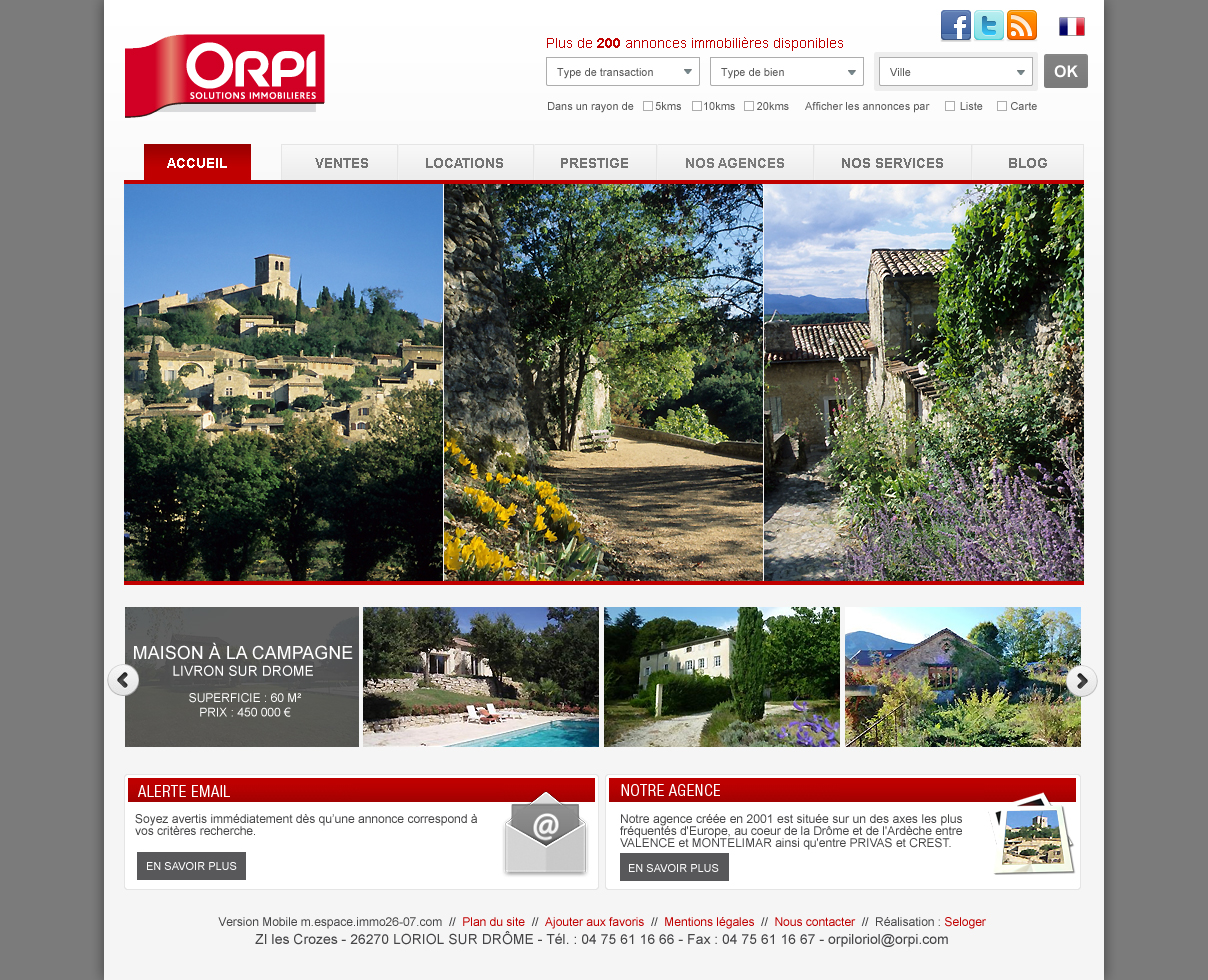 ORPI
SOLUTIONS IMMOBILIERES
Plus de 200 annonces immobilières disponibles
Type de transaction
Type de bien
Ville
OK
Dans un rayon de 5kms 10kms 20kms Afficher les annonces par Liste Carte
ACCUEIL VENTES LOCATIONS PRESTIGE NOS AGENCES NOS SERVICES BLOG
MAISON À LA CAMPAGNE
LIVRON SUR DROME
SUPERFICIE : 60 M²
PRIX : 450 000 €
ALERTE EMAIL
Soyez avertis immédiatement dès qu'une annonce correspond à
vos critères recherche.
@
EN SAVOIR PLUS
NOTRE AGENCE
Notre agence créée en 2001 est située sur un des axes les plus
fréquentés d'Europe, au coeur de la Drôme et de l'Ardèche entre
VALENCE et MONTELIMAR ainsi qu'entre PRIVAS et CREST.
EN SAVOIR PLUS
Version Mobile m.espace.immo26-07.com // Plan du site // Ajouter aux favoris // Mentions légales // Nous contacter // Réalisation : Seloger
ZI les Crozes - 26270 LORIOL SUR DRÔME - Tél. : 04 75 61 16 66 - Fax : 04 75 61 16 67 - orpiloriol@orpi.com